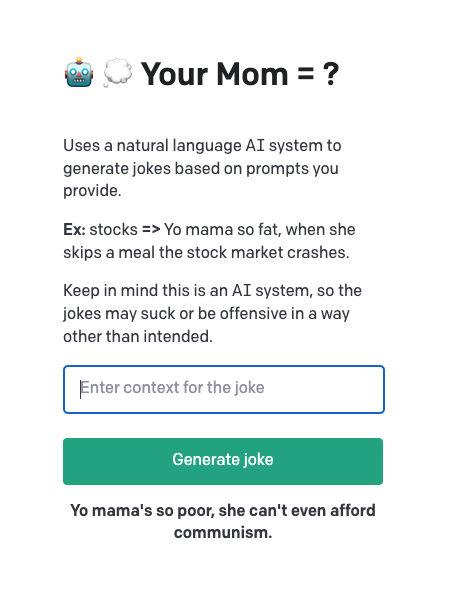 🤖 💭 Your Mom = ?
Uses a natural language AI system to
generate jokes based on prompts you
provide.
Ex: stocks => Yo mama so fat, when she
skips a meal the stock market crashes.
Keep in mind this is an AI system, so the
jokes may suck or be offensive in a way
other than intended.
Enter context for the joke
Generate joke
Yo mama's so poor, she can't even afford
communism.